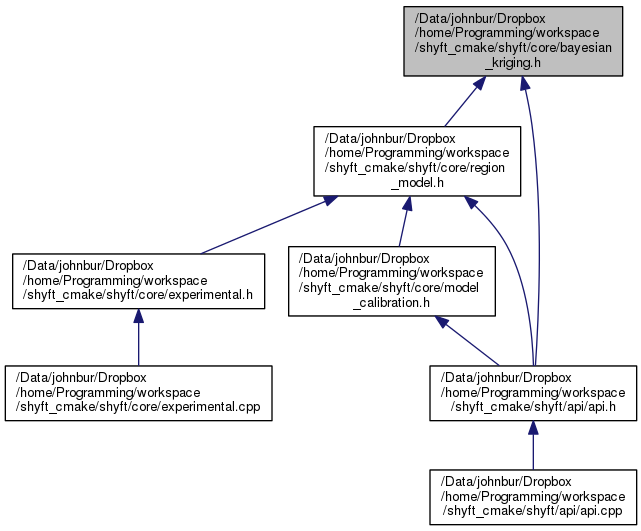 /Data/johnbur/Dropbox
/home/Programming/workspace
/shyft_cmake/shyft/core/bayesian
_kriging.h
/Data/johnbur/Dropbox
/home/Programming/workspace
/shyft_cmake/shyft/core/region
_model.h
/Data/johnbur/Dropbox
/home/Programming/workspace
/shyft_cmake/shyft/core/experimental.h
/Data/johnbur/Dropbox
/home/Programming/workspace
/shyft_cmake/shyft/core/model
_calibration.h
/Data/johnbur/Dropbox
/home/Programming/workspace
/shyft_cmake/shyft/core/experimental.cpp
/Data/johnbur/Dropbox
/home/Programming/workspace
/shyft_cmake/shyft/api/api.h
/Data/johnbur/Dropbox
/home/Programming/workspace
/shyft_cmake/shyft/api/api.cpp